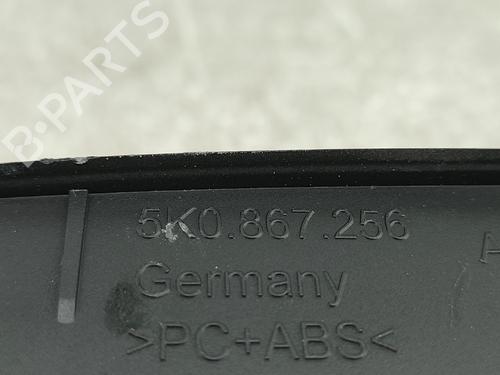 B-PARTS
5K0.867.256
Germany
>PC+ABS<